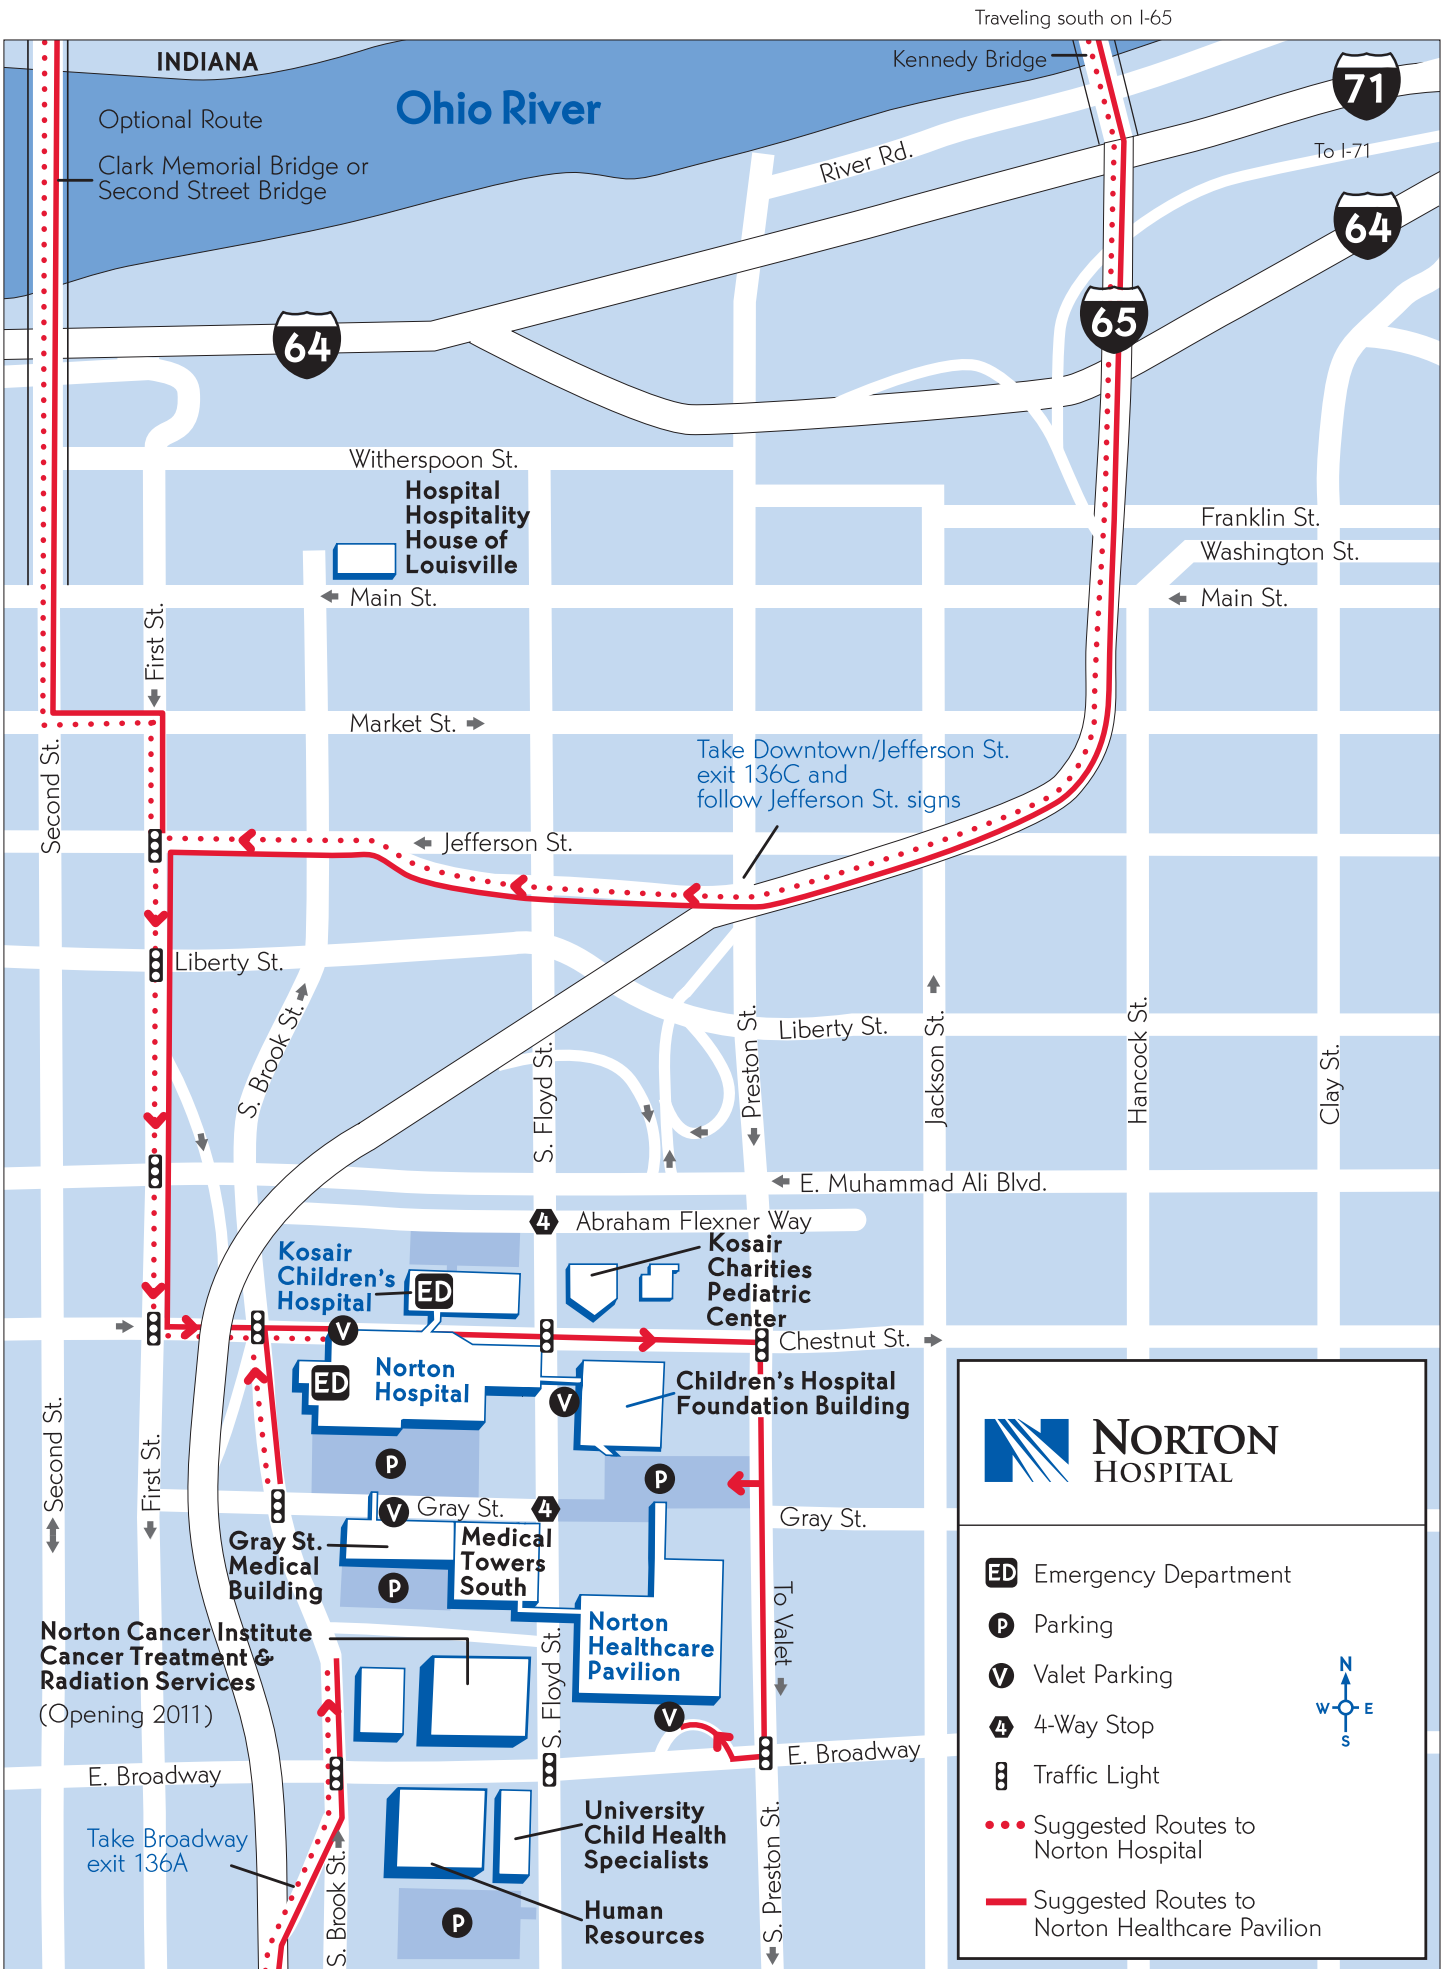 Traveling south on I-65
Kennedy Bridge
INDIANA
Ohio River
71
Optional Route
Clark Memorial Bridge or
Second Street Bridge
River Rd.
To I-71
64
65
64
Witherspoon St.
Hospital
Hospitality
House of
Louisville
Franklin St.
Washington St.
Main St.
Main St.
First St.
Market St.
Second St.
Take Downtown/Jefferson St.
exit 136C and
follow Jefferson St. signs
Jefferson St.
Liberty St.
S. Brook St.
S. Floyd St.
Preston St.
Liberty St.
Jackson St.
Hancock St.
Clay St.
E. Muhammad Ali Blvd.
4
Abraham Flexner Way
Kosair
Children's
Hospital
ED
Kosair
Charities
Pediatric
Center
V
Chestnut St.
Norton
Hospital
ED
V
Children's Hospital
Foundation Building
Second St.
First St.
P
P
V
Gray St.
4
Gray St.
Gray St.
Medical
Building
Medical
Towers
South
P
To Valet
Norton
Healthcare
Pavilion
Norton Cancer Institute
Cancer Treatment &
Radiation Services
(Opening 2011)
S. Floyd St.
V
E. Broadway
E. Broadway
Take Broadway
exit 136A
S. Brook St.
University
Child Health
Specialists
Human
Resources
P
S. Preston St.
NORTON
HOSPITAL
ED Emergency Department
P Parking
V Valet Parking
4 4-Way Stop
Traffic Light
Suggested Routes to
Norton Hospital
Suggested Routes to
Norton Healthcare Pavilion
N
W E
S